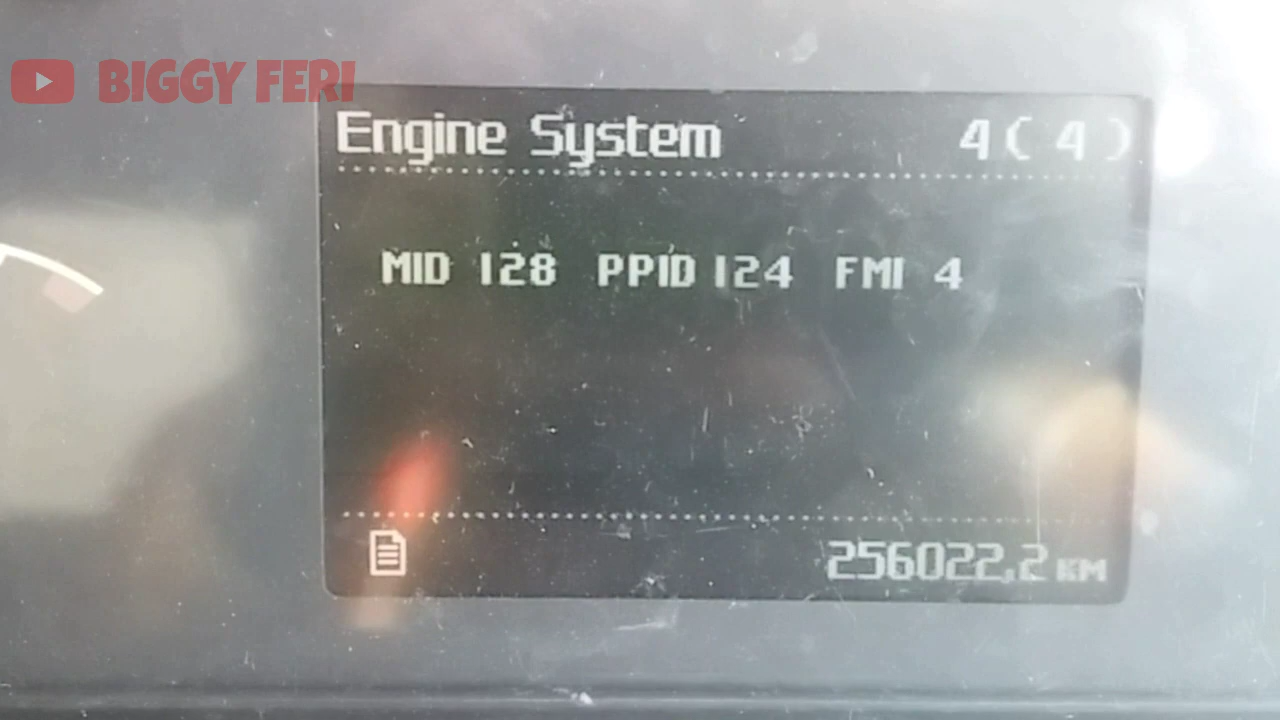 BIGGY FERI
Engine System 4 ( 4 )
MID 128 PPID 124 FMI 4
256022,2 KM